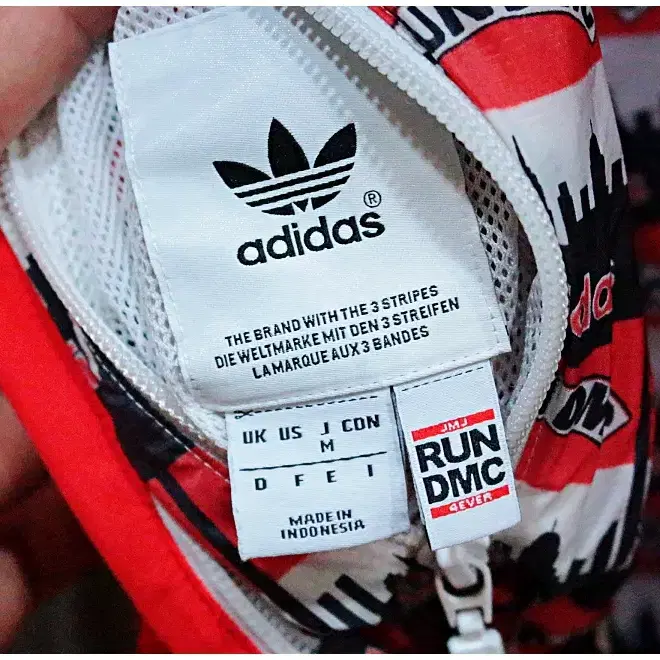 adidas®
THE BRAND WITH THE 3 STRIPES
DIE WELTMARKE MIT DEN 3 STREIFEN
LA MARQUE AUX 3 BANDES
UK US J CDN
M
D F E I
MADE IN
INDONESIA
JMJ
RUN
DMC
4EVER